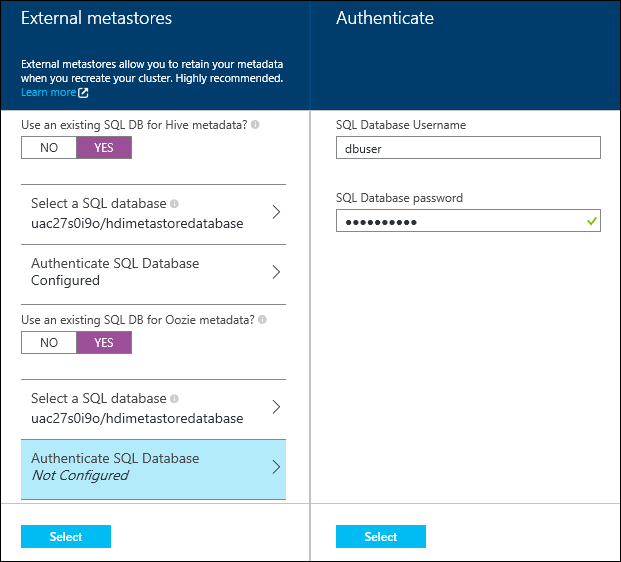 External metastores
External metastores allow you to retain your metadata
when you recreate your cluster. Highly recommended.
Learn more
Use an existing SQL DB for Hive metadata?
NO YES
Select a SQL database
uac27s0i9o/hdimetastoredatabase
Authenticate SQL Database
Configured
Use an existing SQL DB for Oozie metadata?
NO YES
Select a SQL database
uac27s0i9o/hdimetastoredatabase
Authenticate SQL Database
Not Configured
Select
Authenticate
SQL Database Username
dbuser
SQL Database password
●●●●●●●●●●
Select